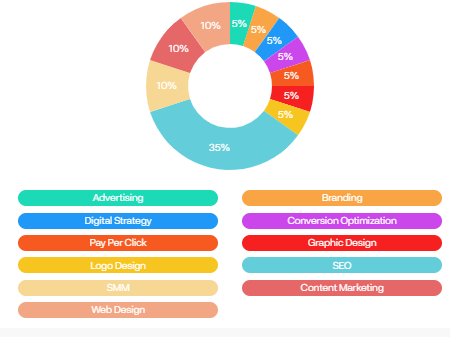 5%
5%
5%
5%
5%
5%
5%
35%
10%
10%
10%
Advertising
Branding
Digital Strategy
Conversion Optimization
Pay Per Click
Graphic Design
Logo Design
SEO
SMM
Content Marketing
Web Design